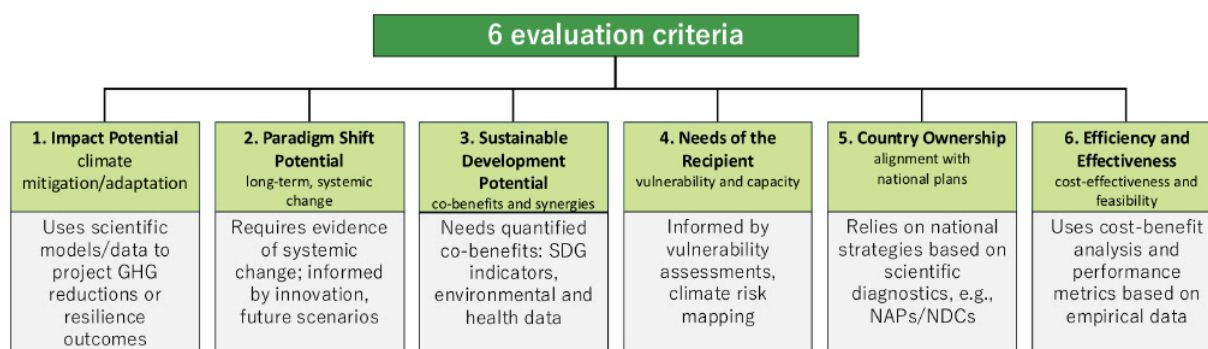 6 evaluation criteria
1. Impact Potential
climate
mitigation/adaptation
Uses scientific
models/data to
project GHG
reductions or
resilience
outcomes
2. Paradigm Shift
Potential
long-term, systemic
change
Requires evidence
of systemic
change; informed
by innovation,
future scenarios
3. Sustainable
Development
Potential
co-benefits and synergies
Needs quantified
co-benefits: SDG
indicators,
environmental and
health data
4. Needs of the
Recipient
vulnerability and capacity
Informed by
vulnerability
assessments,
climate risk
mapping
5. Country Ownership
alignment with
national plans
Relies on national
strategies based on
scientific
diagnostics, e.g.,
NAPs/NDCs
6. Efficiency and
Effectiveness
cost-effectiveness and
feasibility
Uses cost-benefit
analysis and
performance
metrics based on
empirical data